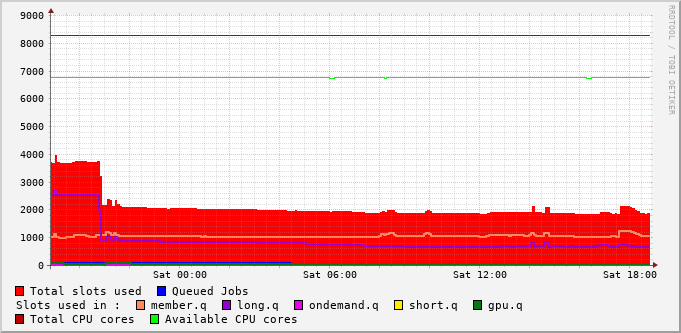 RRDTOOL / TOBI OETIKER
9000
8000
7000
6000
5000
4000
3000
2000
1000
0
Sat 00:00 Sat 06:00 Sat 12:00 Sat 18:00
Total slots used Queued Jobs
Slots used in : member.q long.q ondemand.q short.q gpu.q
Total CPU cores Available CPU cores